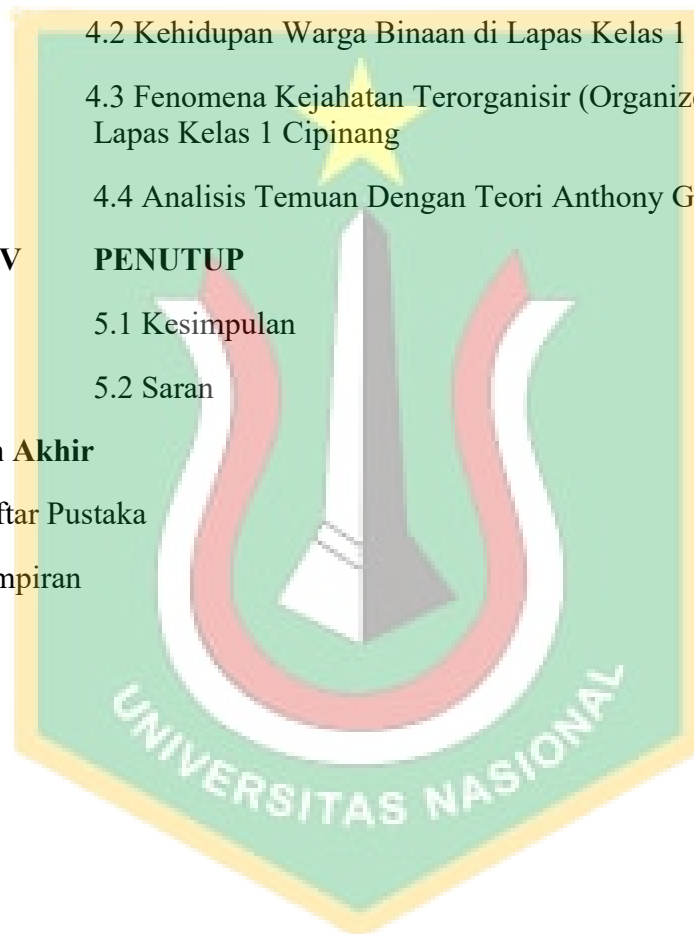 4.2 Kehidupan Warga Binaan di Lapas Kelas 1
4.3 Fenomena Kejahatan Terorganisir (Organize
Lapas Kelas 1 Cipinang
4.4 Analisis Temuan Dengan Teori Anthony G
V PENUTUP
5.1 Kesimpulan
5.2 Saran
n Akhir
ftar Pustaka
mpiran
UNIVERSITAS NASIONAL